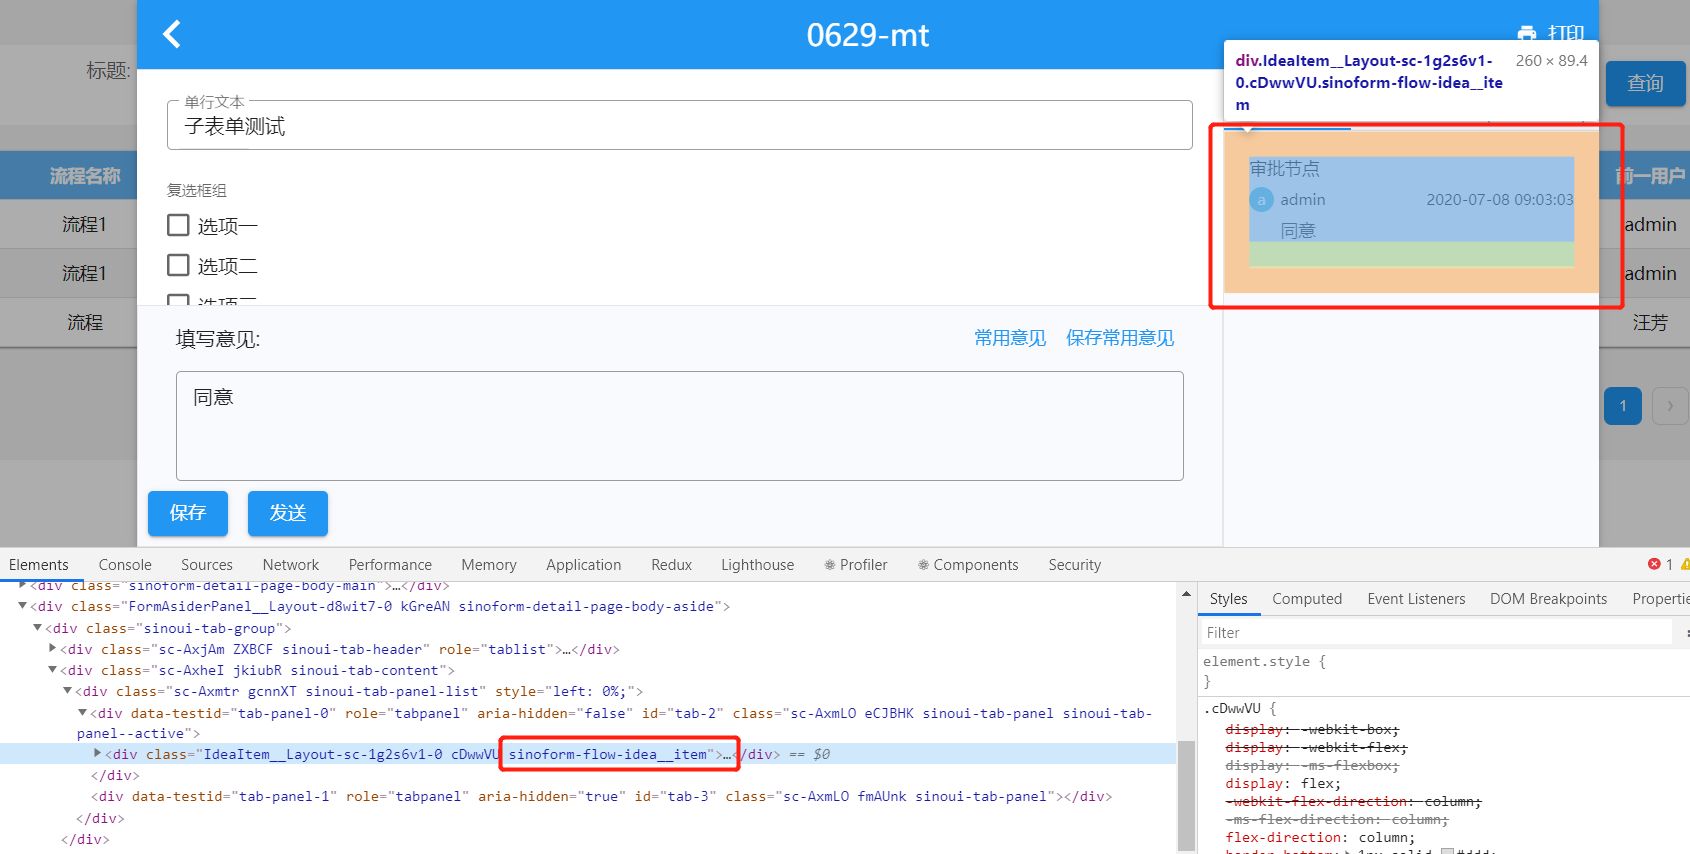 0629-mt
打印
标题:
div.IdeaItem__Layout-sc-1g2s6v1-
0.cDwwVU.sinoform-flow-idea__ite
m
260 × 89.4
查询
单行文本
子表单测试
流程名称
前一用户
审批节点
复选框组
a admin 2020-07-08 09:03:03
流程1
选项一
同意
admin
流程1
选项二
admin
选项三
流程
汪芳
填写意见:
常用意见 保存常用意见
同意
1
保存 发送
Elements Console Sources Network Performance Memory Application Redux Lighthouse Profiler Components Security
1
<div class="sinoform-detail-page-body-main">…</div>
<div class="FormAsiderPanel__Layout-d8wit7-0 kGreAN sinoform-detail-page-body-aside">
<div class="sinoui-tab-group">
<div class="sc-AxjAm ZXBCF sinoui-tab-header" role="tablist">…</div>
<div class="sc-AxheI jkiubR sinoui-tab-content">
<div class="sc-Axmtr gcnnXT sinoui-tab-panel-list" style="left: 0%;">
<div data-testid="tab-panel-0" role="tabpanel" aria-hidden="false" id="tab-2" class="sc-AxmLO eCJBHK sinoui-tab-panel sinoui-tab-
panel--active">
<div class="IdeaItem__Layout-sc-1g2s6v1-0 cDwwVU sinoform-flow-idea__item">…</div> == $0
</div>
<div data-testid="tab-panel-1" role="tabpanel" aria-hidden="true" id="tab-3" class="sc-AxmLO fmAUnk sinoui-tab-panel"></div>
</div>
</div>
Styles Computed Event Listeners DOM Breakpoints Propertie
Filter
element.style {
}
.cDwwVU {
display: -webkit-box;
display: -webkit-flex;
display: -ms-flexbox;
display: flex;
-webkit-flex-direction: column;
-ms-flex-direction: column;
flex-direction: column;
border-bottom: 1px solid #ddd;